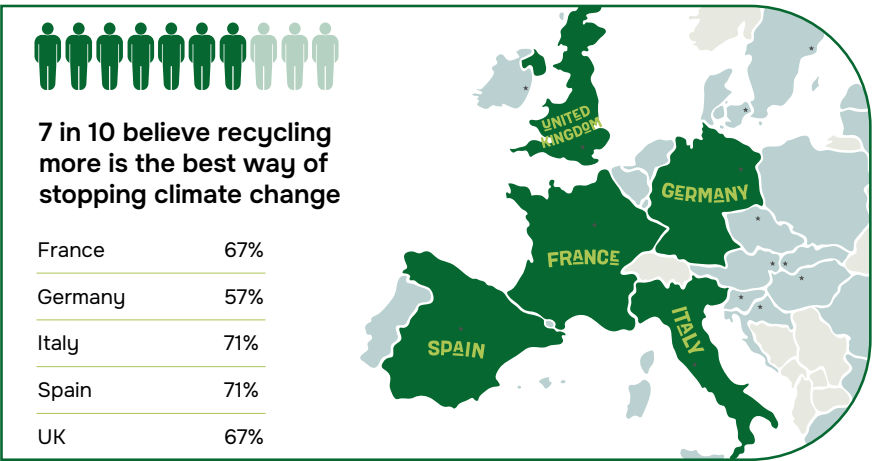 7 in 10 believe recycling
more is the best way of
stopping climate change
France 67%
Germany 57%
Italy 71%
Spain 71%
UK 67%
UNITED
KINGDOM
GERMANY
FRANCE
ITALY
SPAIN